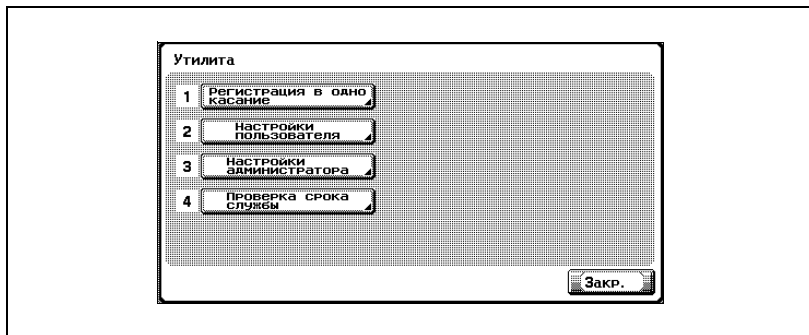 Утилита
1 Регистрация в одно
касание
2 Настройки
пользователя
3 Настройки
администратора
4 Проверка срока
службы
Закр.